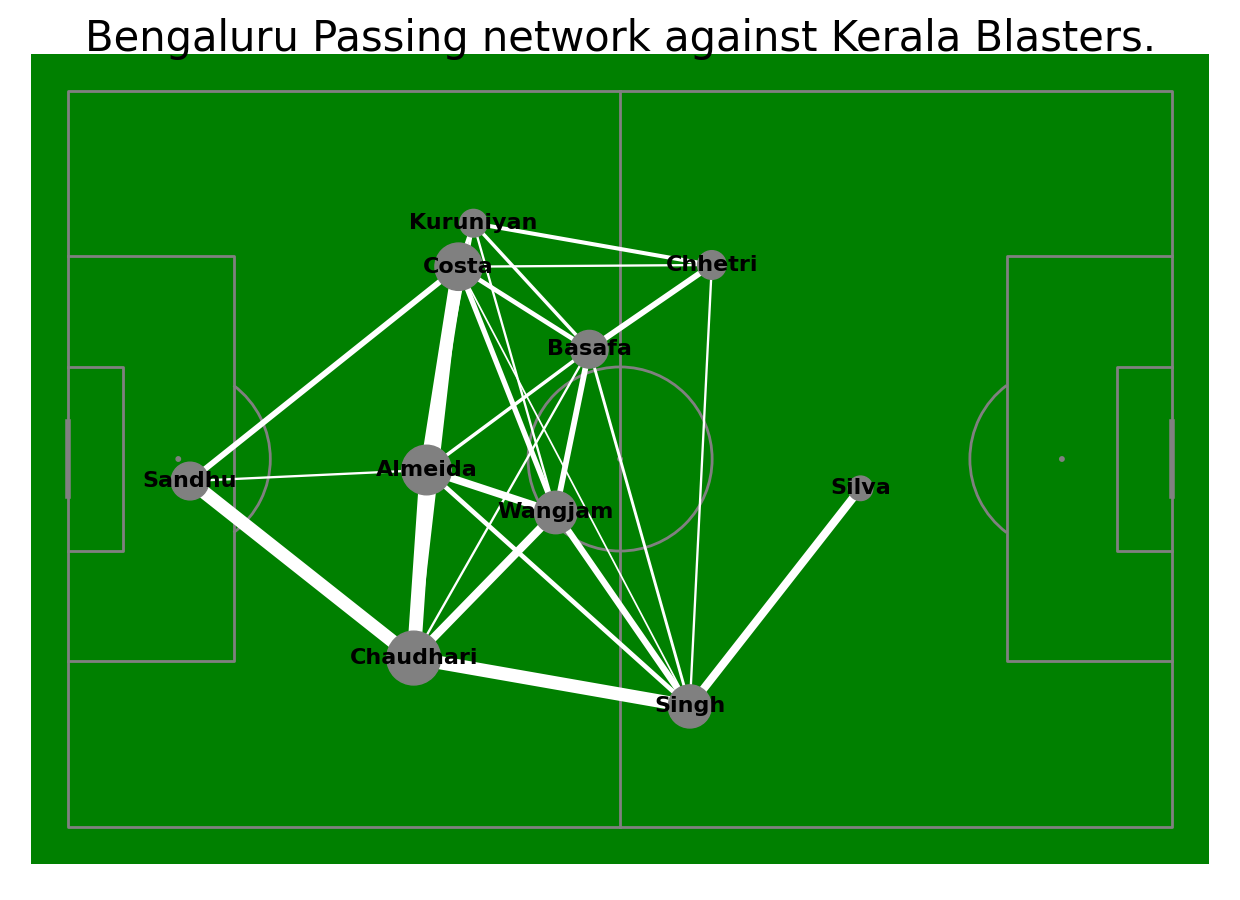 Bengaluru Passing network against Kerala Blasters.
Kuruniyan
Costa
Chhetri
Basafa
Almeida
Sandhu
Silva
Wangjam
Chaudhari
Singh